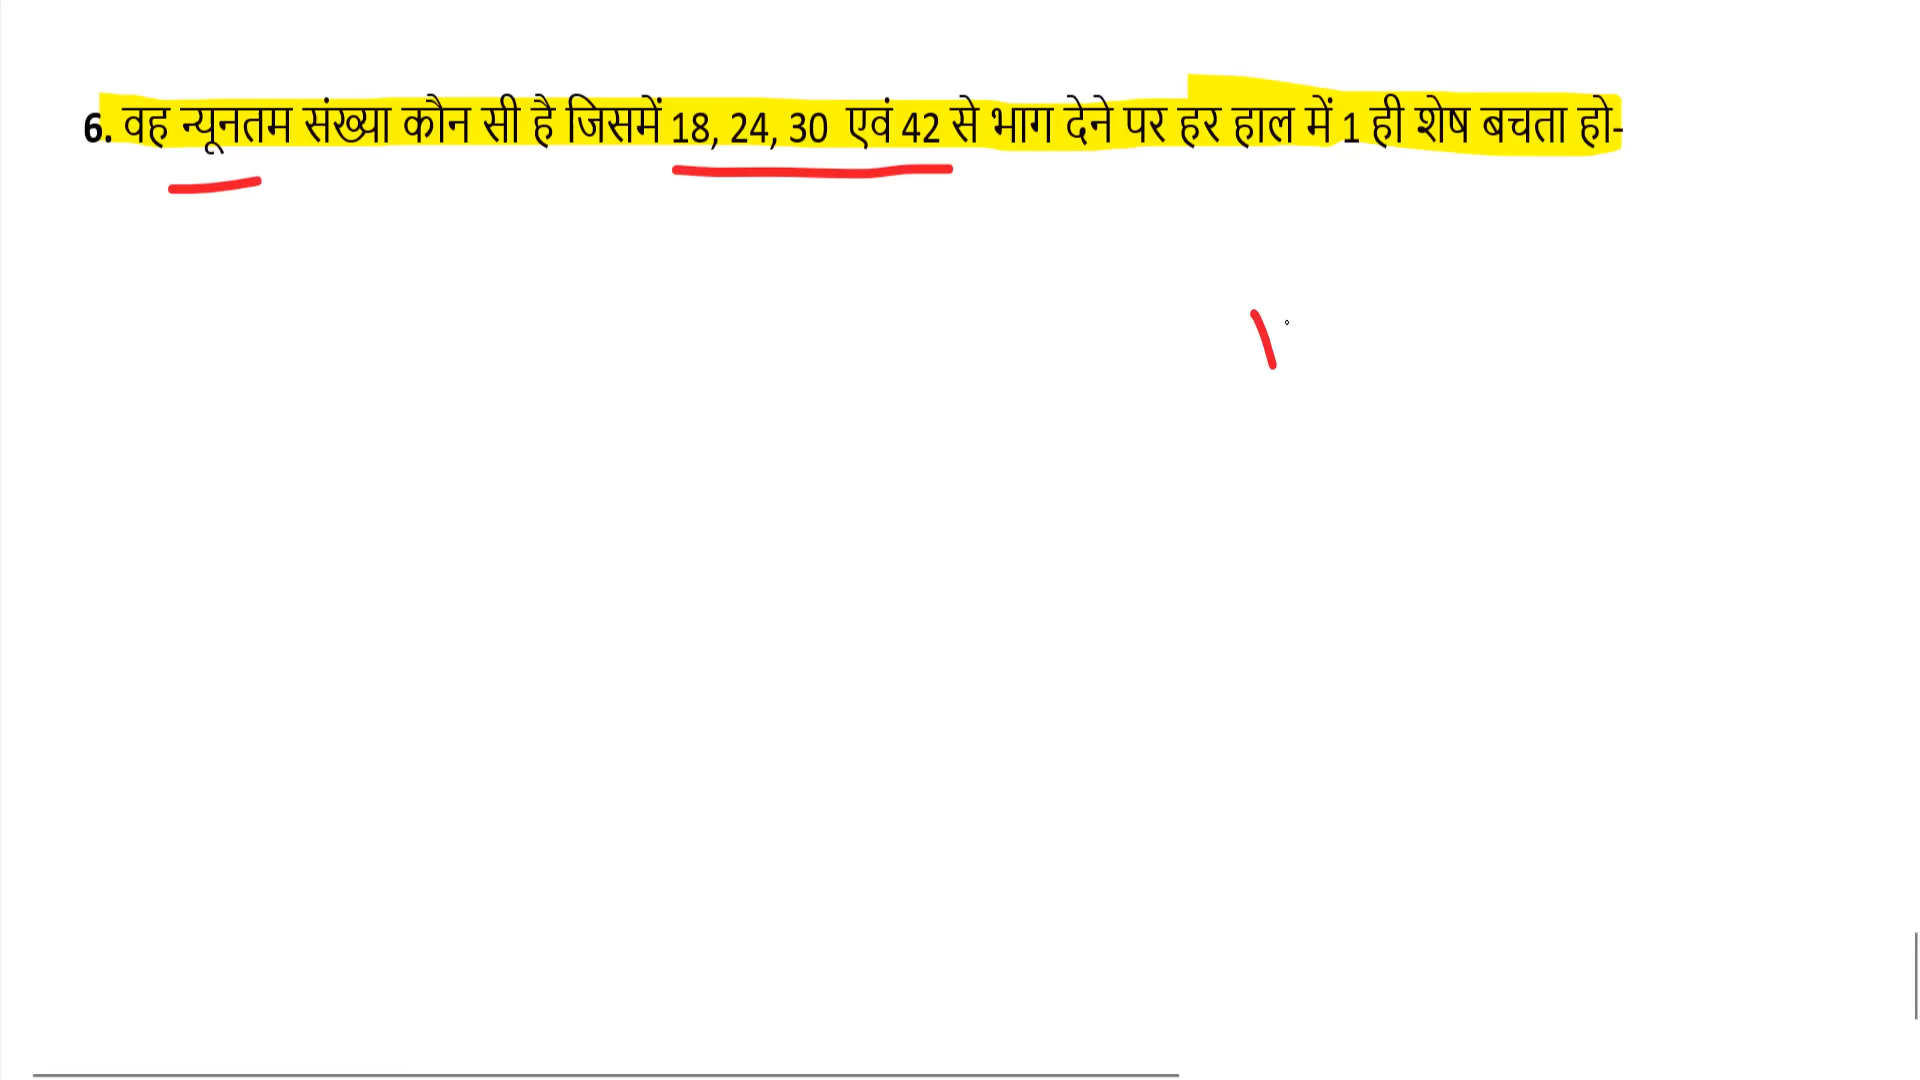 6. वह न्यूनतम संख्या कौन सी है जिसमें 18, 24, 30 एवं 42 से भाग देने पर हर हाल में 1 ही शेष बचता हो-